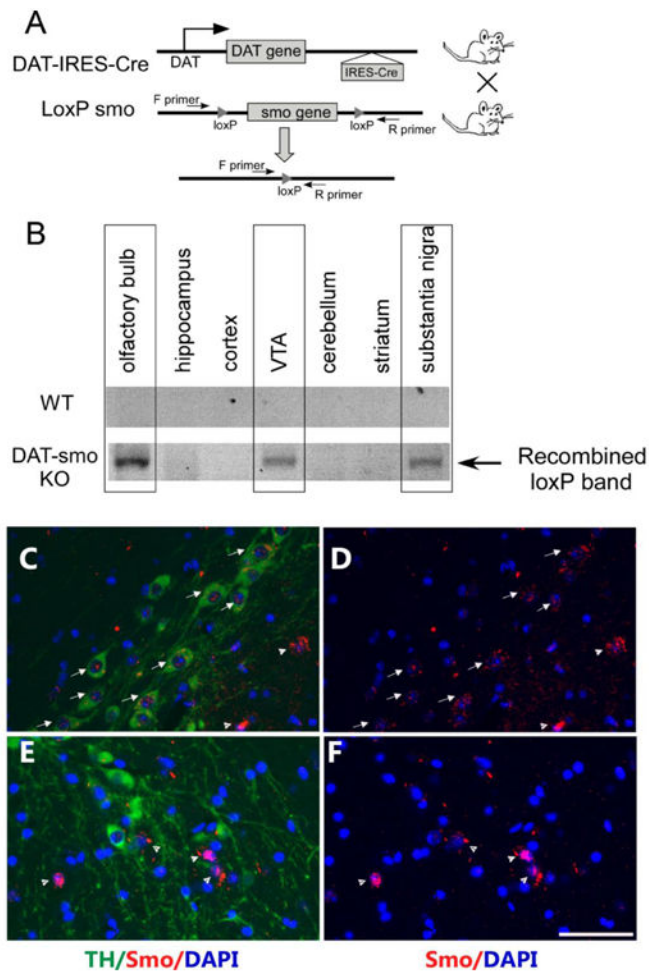 A
DAT-IRES-Cre
DAT
DAT gene
IRES-Cre
LoxP smo
F primer
loxP
smo gene
loxP
R primer
F primer
loxP
R primer
B
olfactory bulb
hippocampus
cortex
VTA
cerebellum
striatum
substantia nigra
WT
DAT-smo
KO
Recombined
loxP band
C
D
E
F
TH/Smo/DAPI
Smo/DAPI